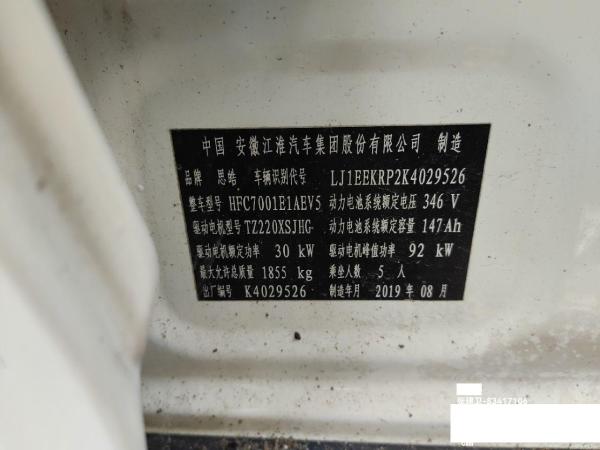 中国 安徽江淮汽车集团股份有限公司 制造
品牌 思皓 车辆识别代号 LJ1EEKRP2K4029526
整车型号 HFC7001E1AEV5 动力电池系统额定电压 346 V
驱动电机型号 TZ220XSJHG 动力电池系统额定容量 147Ah
驱动电机额定功率 30 kW 驱动电机峰值功率 92 kW
最大允许总质量 1855 kg 乘坐人数 5 人
出厂编号 K4029526 制造年月 2019 年 08 月
张建卫-83417106